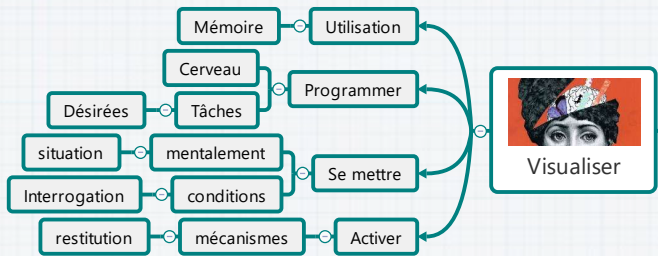 Mémoire
Utilisation
Cerveau
Programmer
Désirées
Tâches
Visualiser
situation
mentalement
Se mettre
Interrogation
conditions
restitution
mécanismes
Activer